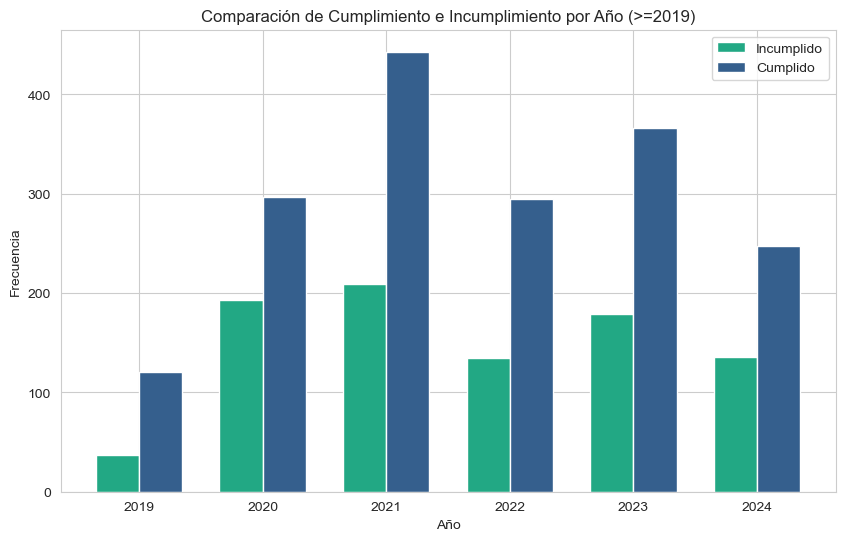 Comparación de Cumplimiento e Incumplimiento por Año (>=2019)
Incumplido
Cumplido
400
300
200
100
0
Frecuencia
2019 2020 2021 2022 2023 2024
Año